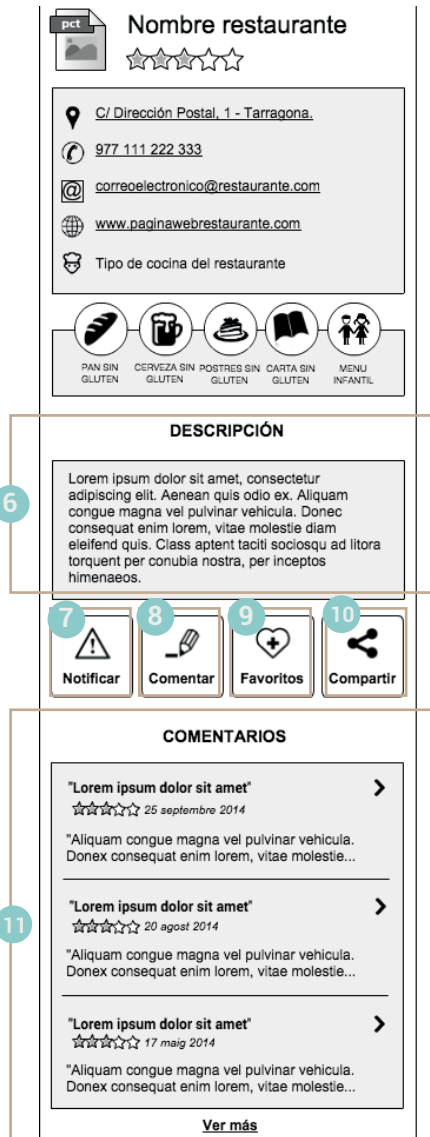 pct
Nombre restaurante
C/ Dirección Postal, 1 - Tarragona.
977 111 222 333
@ correoelectronico@restaurante.com
www.paginawebrestaurante.com
Tipo de cocina del restaurante
PAN SIN GLUTEN
CERVEZA SIN GLUTEN
POSTRES SIN GLUTEN
CARTA SIN GLUTEN
MENU INFANTIL
DESCRIPCIÓN
6
Lorem ipsum dolor sit amet, consectetur
adipiscing elit. Aenean quis odio ex. Aliquam
congue magna vel pulvinar vehicula. Donec
consequat enim lorem, vitae molestie diam
eleifend quis. Class aptent taciti sociosqu ad litora
torquent per conubia nostra, per inceptos
himenaeos.
7 8 9 10
Notificar Comentar Favoritos Compartir
COMENTARIOS
"Lorem ipsum dolor sit amet"
25 septembre 2014
"Aliquam congue magna vel pulvinar vehicula.
Donex consequat enim lorem, vitae molestie...
11
"Lorem ipsum dolor sit amet"
20 agost 2014
"Aliquam congue magna vel pulvinar vehicula.
Donex consequat enim lorem, vitae molestie...
"Lorem ipsum dolor sit amet"
17 maig 2014
"Aliquam congue magna vel pulvinar vehicula.
Donex consequat enim lorem, vitae molestie...
Ver más